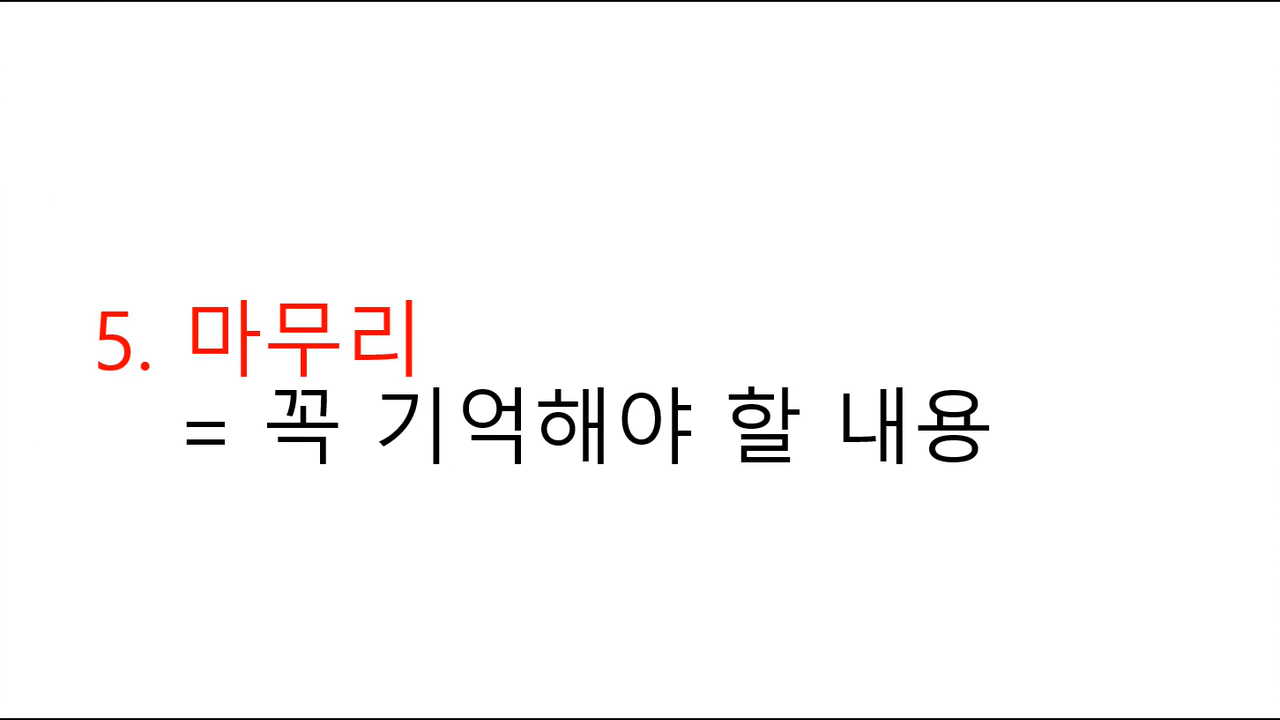 5. 마무리
= 꼭 기억해야 할 내용